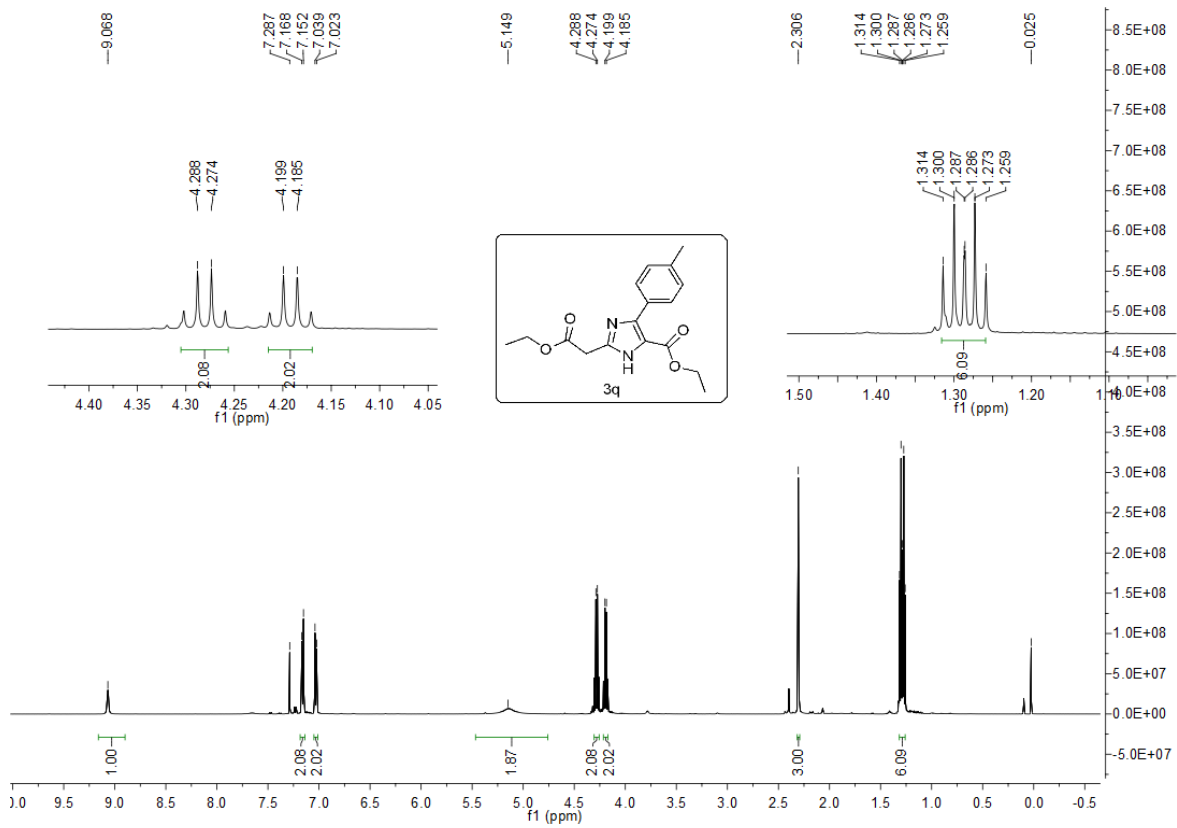 9.068
7.287
7.168
7.152
7.039
7.023
5.149
4.288
4.274
4.199
4.185
2.306
1.314
1.300
1.287
1.286
1.273
1.259
0.025
4.288
4.274
4.199
4.185
2.08
2.02
4.40 4.35 4.30 4.25 4.20 4.15 4.10 4.05
f1 (ppm)
N
O
O
N
H
O
O
3q
1.314
1.300
1.287
1.286
1.273
1.259
6.09
1.50 1.40 1.30 1.20 1.10
f1 (ppm)
8.5E+08
8.0E+08
7.5E+08
7.0E+08
6.5E+08
6.0E+08
5.5E+08
5.0E+08
4.5E+08
4.0E+08
3.5E+08
3.0E+08
2.5E+08
2.0E+08
1.5E+08
1.0E+08
5.0E+07
0.0E+00
-5.0E+07
1.00
2.08
2.02
1.87
2.08
2.02
3.00
6.09
0.0 9.5 9.0 8.5 8.0 7.5 7.0 6.5 6.0 5.5 5.0 4.5 4.0 3.5 3.0 2.5 2.0 1.5 1.0 0.5 0.0 -0.5
f1 (ppm)